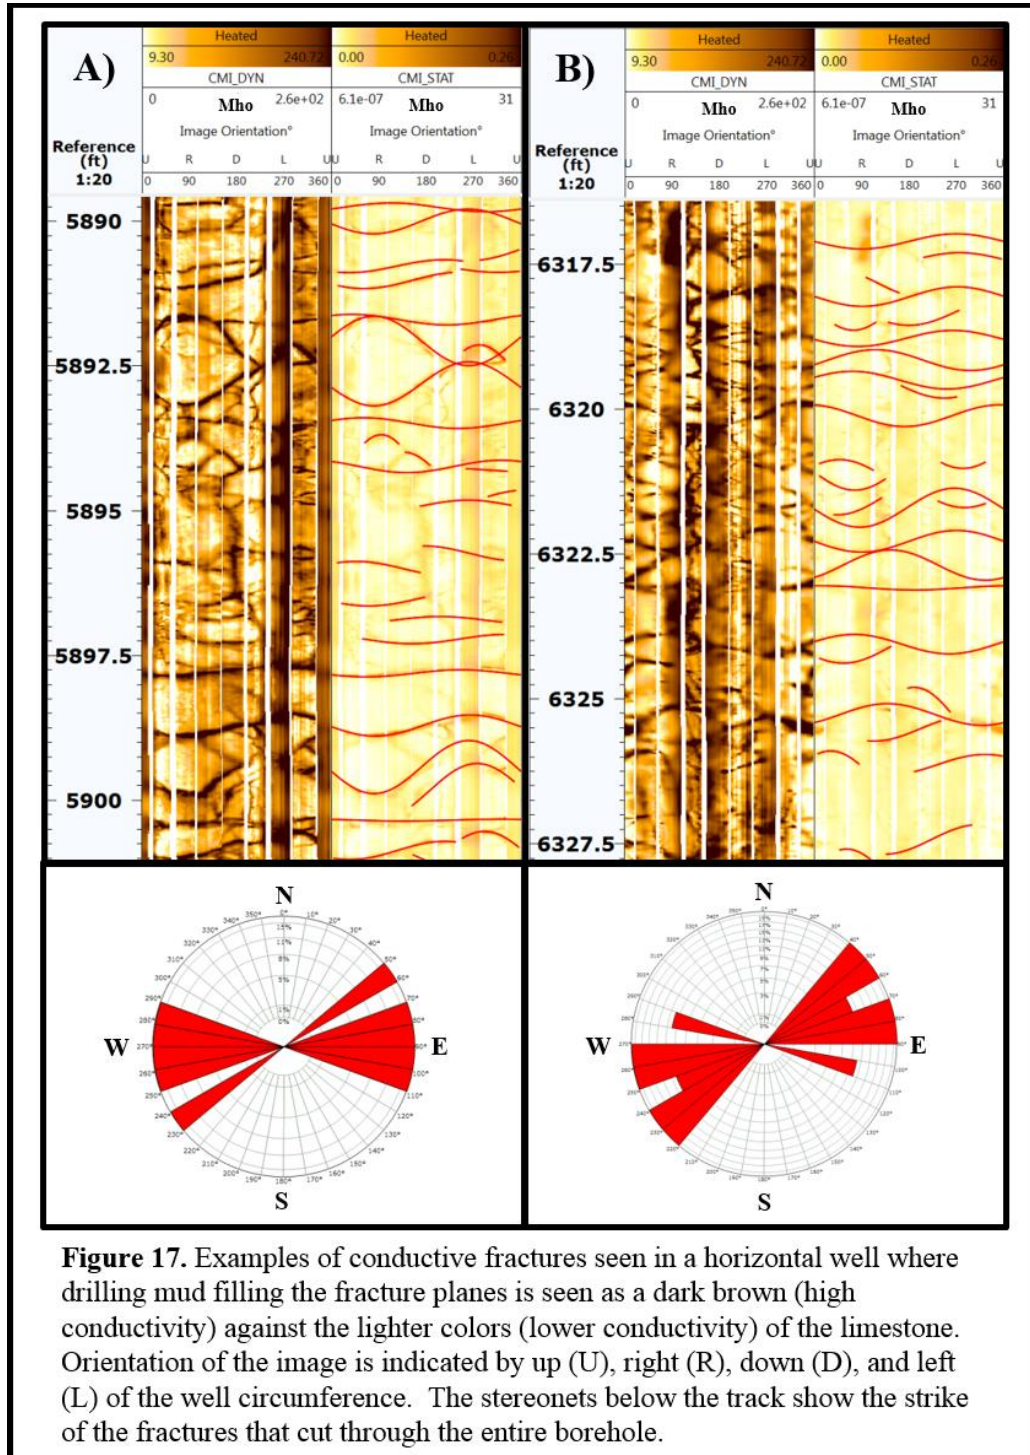 A)
Heated
9.30 240.72
CMI_DYN
0 Mho 2.6e+02
Heated
0.00 0.26
CMI_STAT
6.1e-07 Mho 31
Image Orientation°
Reference
(ft)
1:20
U R D L U U R D L U
0 90 180 270 360 0 90 180 270 360
5890
5892.5
5895
5897.5
5900
B)
Heated
9.30 240.72
CMI_DYN
0 Mho 2.6e+02
Heated
0.00 0.26
CMI_STAT
6.1e-07 Mho 31
Image Orientation°
Reference
(ft)
1:20
U R D L U U R D L U
0 90 180 270 360 0 90 180 270 360
6317.5
6320
6322.5
6325
6327.5
N
W E
S
N
W E
S
Figure 17. Examples of conductive fractures seen in a horizontal well where
drilling mud filling the fracture planes is seen as a dark brown (high
conductivity) against the lighter colors (lower conductivity) of the limestone.
Orientation of the image is indicated by up (U), right (R), down (D), and left
(L) of the well circumference.  The stereonets below the track show the strike
of the fractures that cut through the entire borehole.